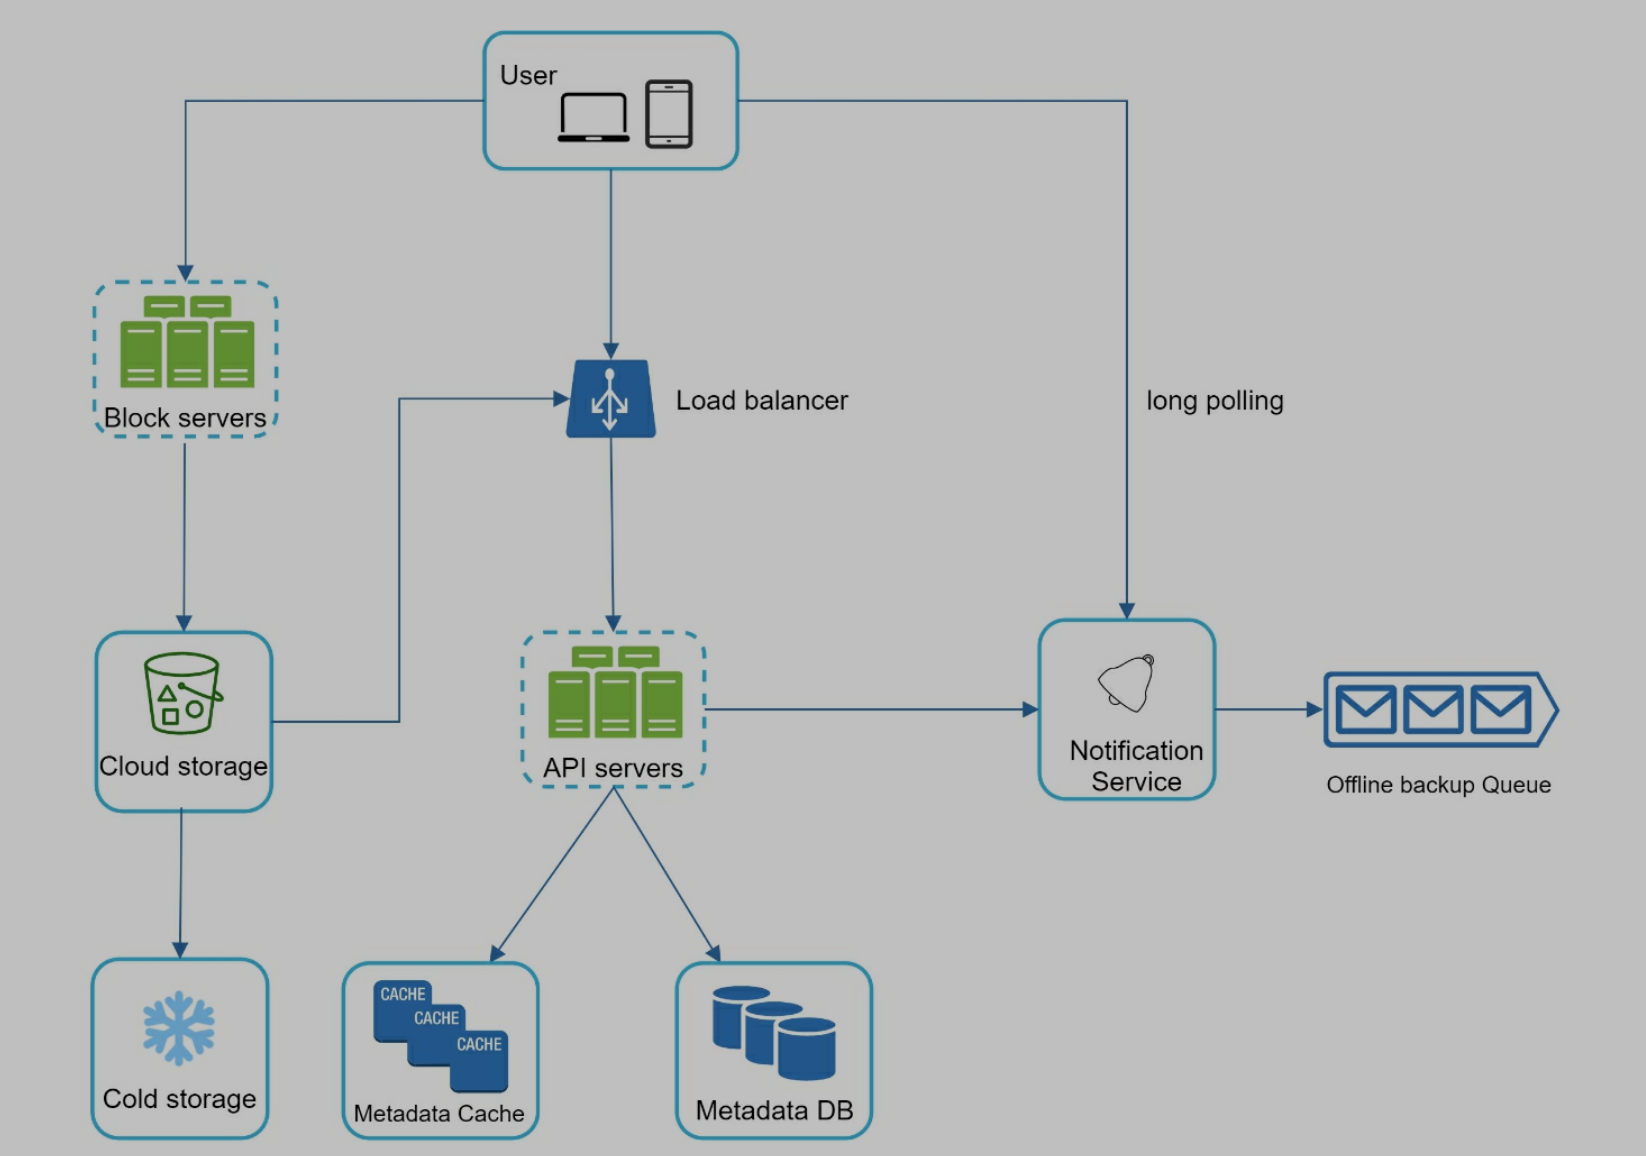 User
Block servers
Load balancer
long polling
Cloud storage
API servers
Notification
Service
Offline backup Queue
Cold storage
CACHE
CACHE
CACHE
Metadata Cache
Metadata DB